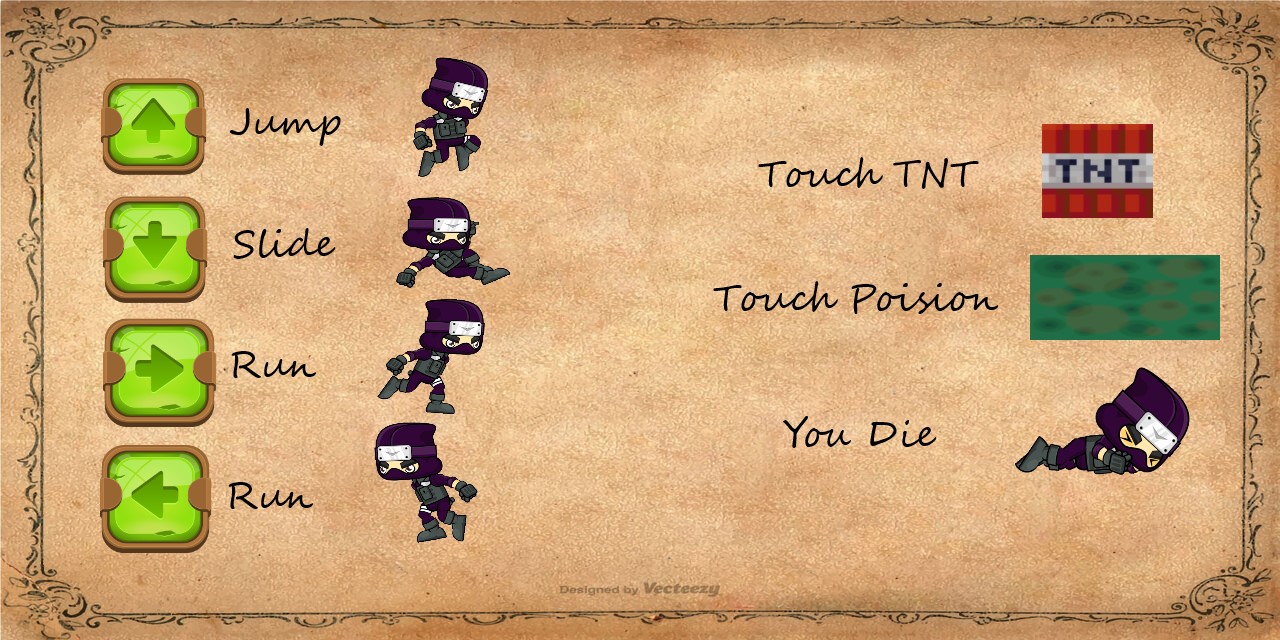 Jump
Slide
Run
Run
Touch TNT
TNT
Touch Poision
You Die
Designed by Vecteezy